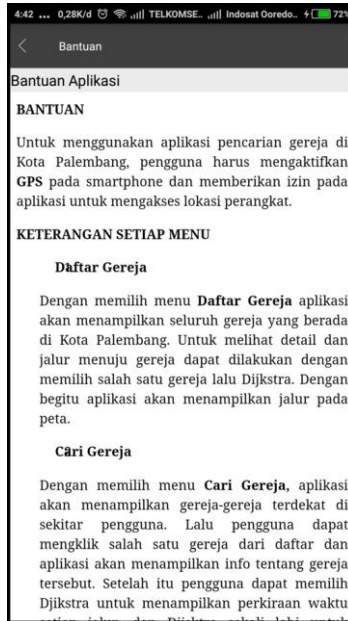 4:42 ... 0,28K/d TELKOMSE.. Indosat Ooredo.. 72%
Bantuan
Bantuan Aplikasi
BANTUAN
Untuk menggunakan aplikasi pencarian gereja di
Kota Palembang, pengguna harus mengaktifkan
GPS pada smartphone dan memberikan izin pada
aplikasi untuk mengakses lokasi perangkat.
KETERANGAN SETIAP MENU
Daftar Gereja
Dengan memilih menu Daftar Gereja aplikasi
akan menampilkan seluruh gereja yang berada
di Kota Palembang. Untuk melihat detail dan
jalur menuju gereja dapat dilakukan dengan
memilih salah satu gereja lalu Dijkstra. Dengan
begitu aplikasi akan menampilkan jalur pada
peta.
Cari Gereja
Dengan memilih menu Cari Gereja, aplikasi
akan menampilkan gereja-gereja terdekat di
sekitar pengguna. Lalu pengguna dapat
mengklik salah satu gereja dari daftar dan
aplikasi akan menampilkan info tentang gereja
tersebut. Setelah itu pengguna dapat memilih
Djikstra untuk menampilkan perkiraan waktu